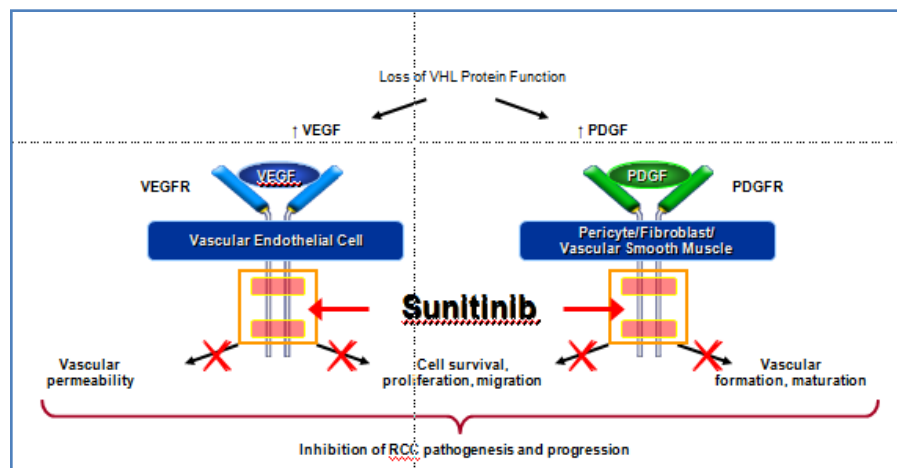 Loss of VHL Protein Function
↑ VEGF
↑ PDGF
VEGF
PDGF
VEGFR
PDGFR
Vascular Endothelial Cell
Pericyte/Fibroblast/
Vascular Smooth Muscle
Sunitinib
Vascular
permeability
Cell survival,
proliferation, migration
Vascular
formation, maturation
Inhibition of RCC pathogenesis and progression